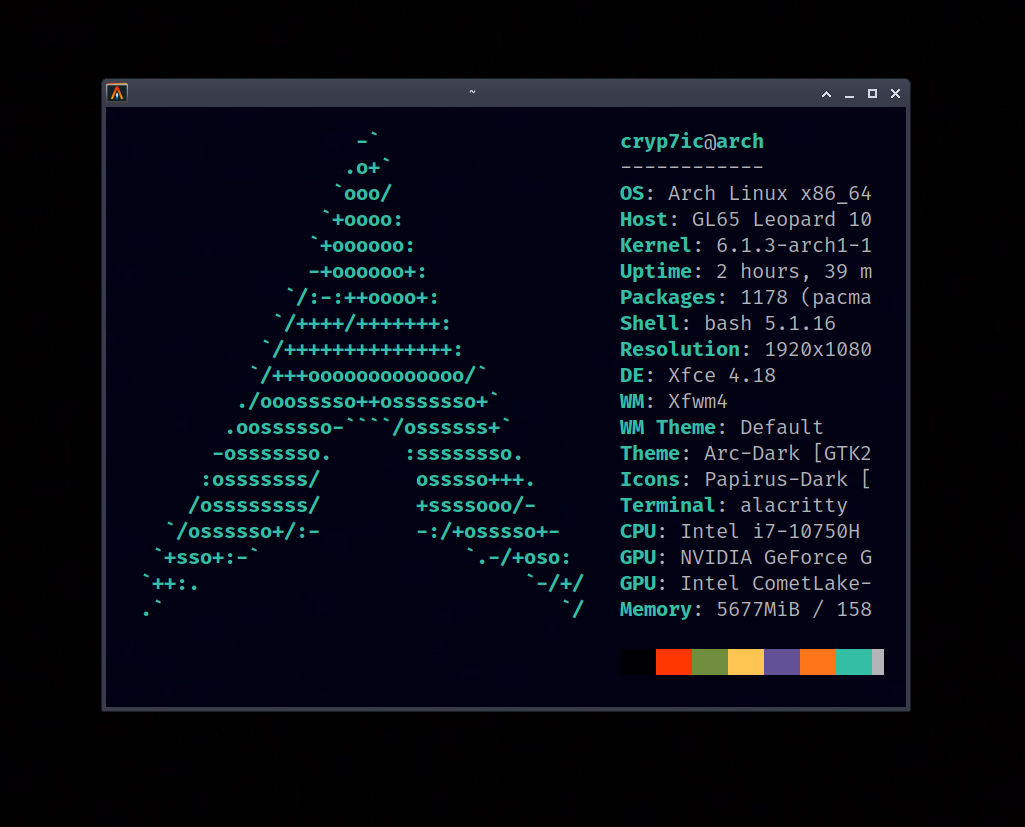 ~
                  -`
                 .o+`
                `ooo/
               `+oooo:
              `+oooooo:
              -+oooooo+:
            `/:-:++oooo+:
           `/++++/+++++++:
          `/++++++++++++++:
         `/+++ooooooooooooo/`
        ./ooosssso++osssssso+`
       .oossssso-````/ossssss+`
      -osssssso.      :ssssssso.
     :osssssss/        osssso+++.
    /ossssssss/        +ssssooo/-
  `/ossssso+/:-        -:/+osssso+-
 `+sso+:-`                 `.-/+oso:
`++:.                           `-/+/
.`                                 `/
cryp7ic@arch
------------
OS: Arch Linux x86_64
Host: GL65 Leopard 10
Kernel: 6.1.3-arch1-1
Uptime: 2 hours, 39 m
Packages: 1178 (pacma
Shell: bash 5.1.16
Resolution: 1920x1080
DE: Xfce 4.18
WM: Xfwm4
WM Theme: Default
Theme: Arc-Dark [GTK2
Icons: Papirus-Dark [
Terminal: alacritty
CPU: Intel i7-10750H
GPU: NVIDIA GeForce G
GPU: Intel CometLake-
Memory: 5677MiB / 158